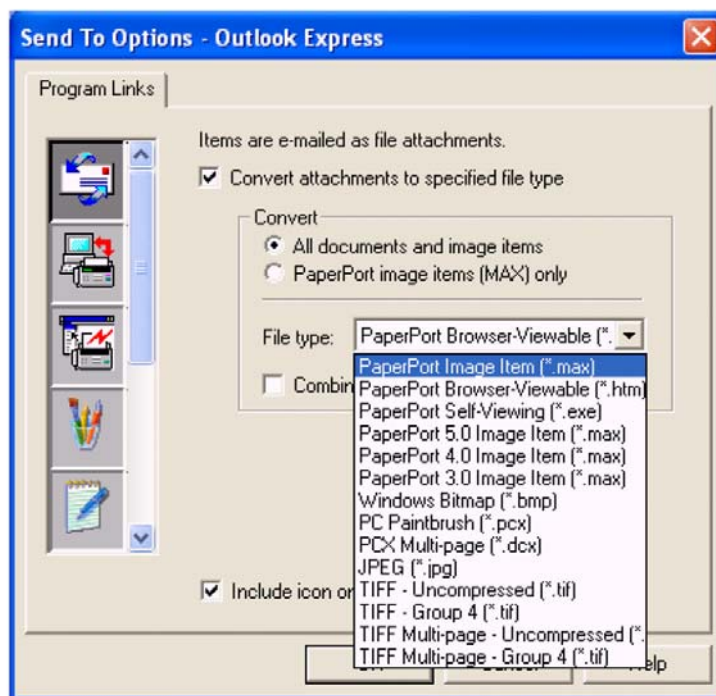 Send To Options - Outlook Express
Program Links
Items are e-mailed as file attachments.
Convert attachments to specified file type
Convert
All documents and image items
PaperPort image items (MAX) only
File type: PaperPort Browser-Viewable (*.
PaperPort Image Item (*.max)
PaperPort Browser-Viewable (*.htm)
Combin
PaperPort Self-Viewing (*.exe)
PaperPort 5.0 Image Item (*.max)
PaperPort 4.0 Image Item (*.max)
PaperPort 3.0 Image Item (*.max)
Windows Bitmap (*.bmp)
PC Paintbrush (*.pcx)
PCX Multi-page (*.dcx)
JPEG (*.jpg)
Include icon or
TIFF - Uncompressed (*.tif)
TIFF - Group 4 (*.tif)
TIFF Multi-page - Uncompressed (*.
TIFF Multi-page - Group 4 (*.tif)